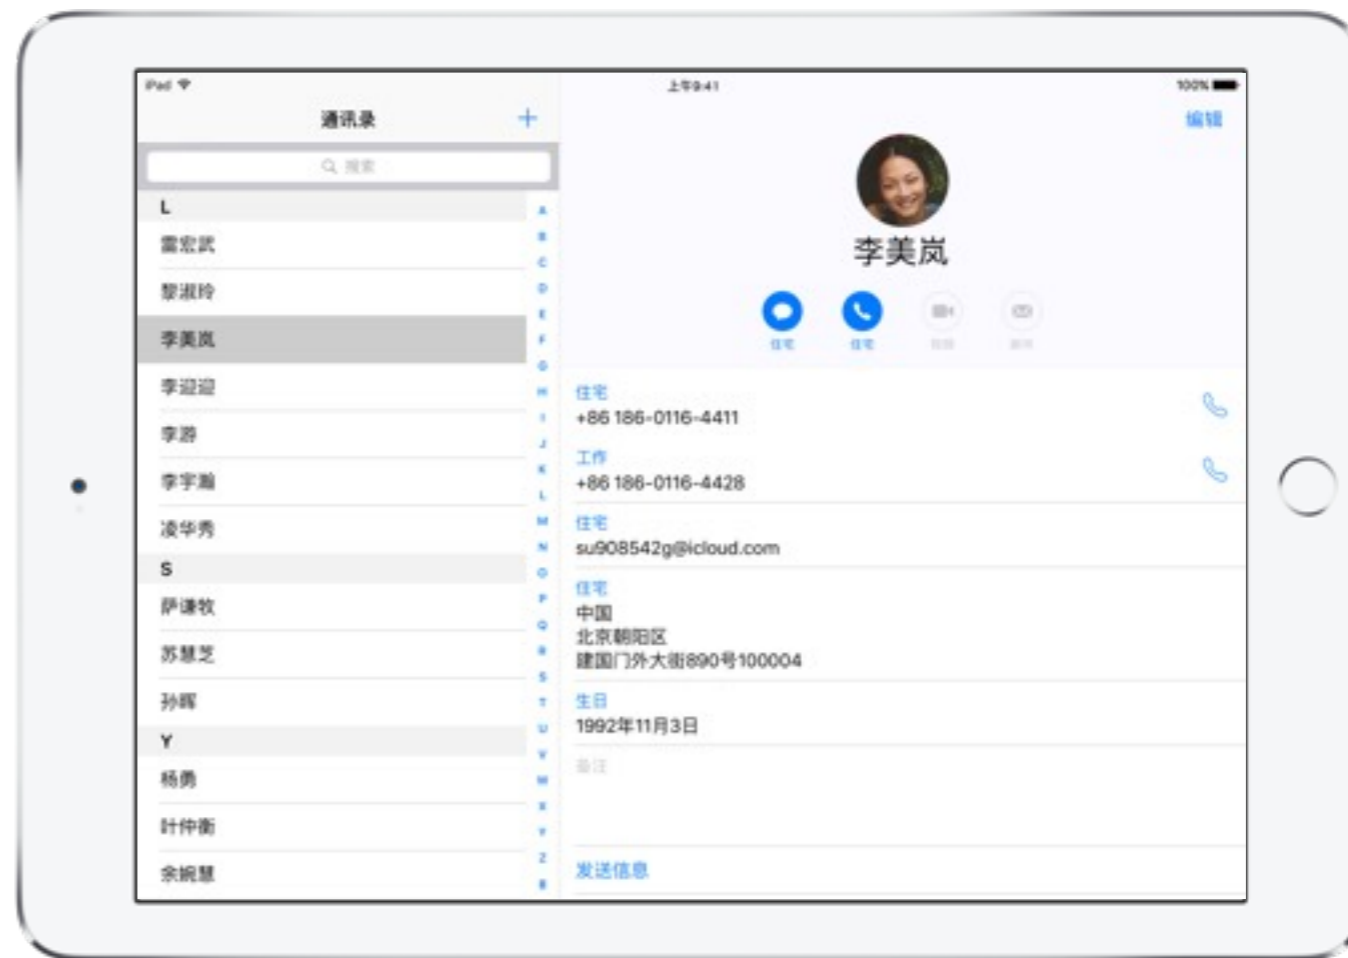 iPad
上午9:41
100%
通讯录
+
编辑
搜索
L
雷宏武
黎淑玲
李美岚
李迎迎
李游
李宇瀚
凌华秀
S
萨谦牧
苏慧芝
孙晖
Y
杨勇
叶仲衡
余婉慧
A
B
C
D
E
F
G
H
I
J
K
L
M
N
O
P
Q
R
S
T
U
V
W
X
Y
Z
#
李美岚
住宅
住宅
住宅
+86 186-0116-4411
工作
+86 186-0116-4428
住宅
su908542g@icloud.com
住宅
中国
北京朝阳区
建国门外大街890号100004
生日
1992年11月3日
备注
发送信息